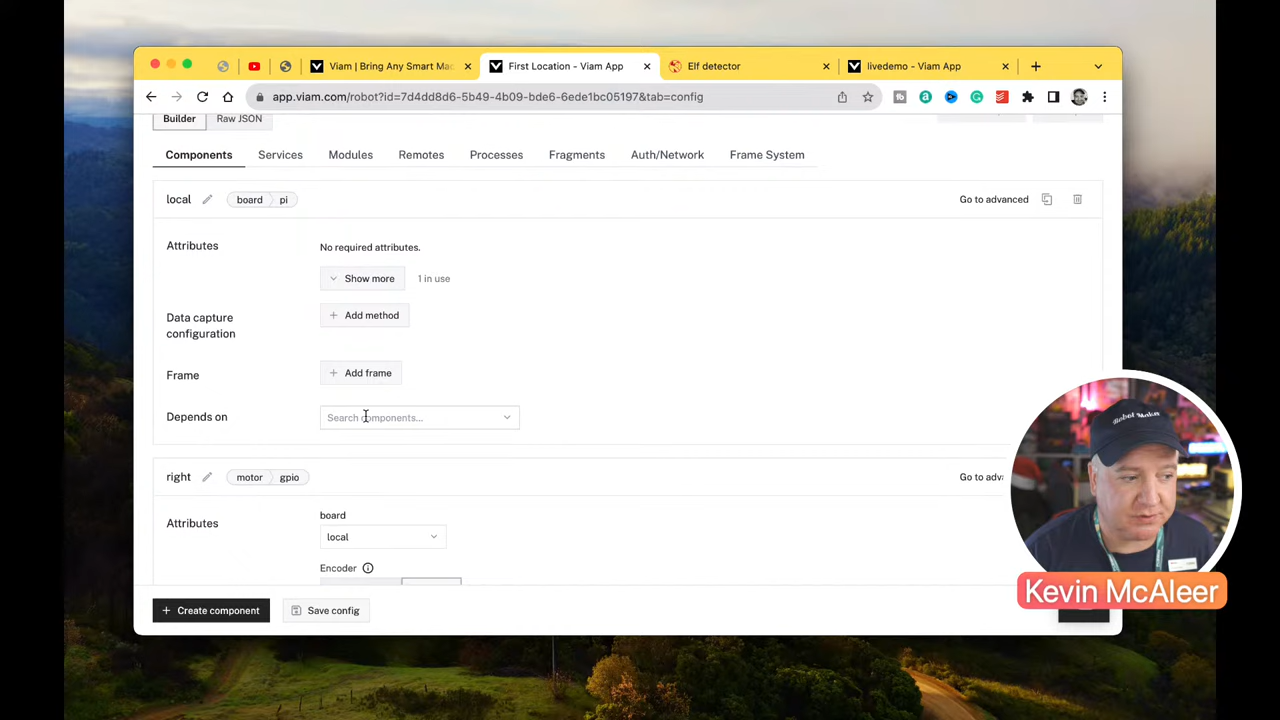 Viam | Bring Any Smart Mac
First Location - Viam App
Elf detector
livedemo - Viam App
app.viam.com/robot?id=7d4dd8d6-5b49-4b09-bde6-6ede1bc05197&tab=config
Builder
Raw JSON
Components
Services
Modules
Remotes
Processes
Fragments
Auth/Network
Frame System
local
board
pi
Go to advanced
Attributes
No required attributes.
Show more
1 in use
Data capture
configuration
+ Add method
Frame
+ Add frame
Depends on
Search components...
right
motor
gpio
Go to adv
Attributes
board
local
Encoder
+ Create component
Save config
Robot Maker
Kevin McAleer